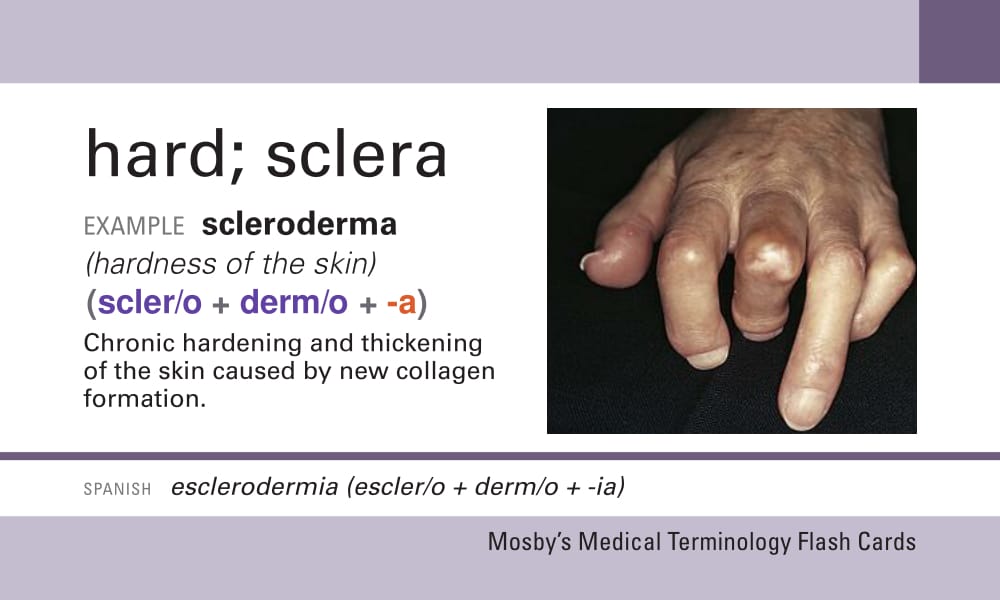 hard; sclera
EXAMPLE scleroderma
(hardness of the skin)
(scler/o + derm/o + -a)
Chronic hardening and thickening
of the skin caused by new collagen
formation.
SPANISH esclerodermia (escler/o + derm/o + -ia)
Mosby's Medical Terminology Flash Cards